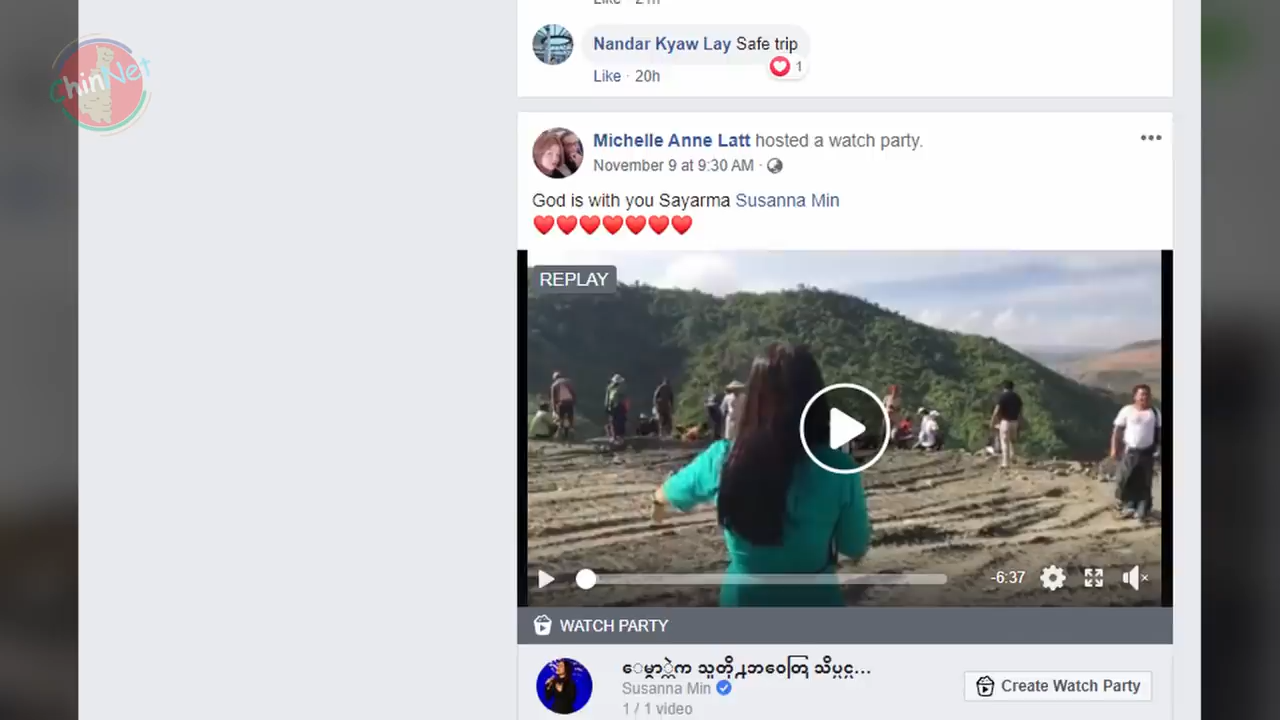 ChinNet
Nandar Kyaw Lay Safe trip
1
Like · 20h
Michelle Anne Latt hosted a watch party.
November 9 at 9:30 AM ·
God is with you Sayarma Susanna Min
REPLAY
-6:37
WATCH PARTY
Susanna Min
Create Watch Party
1 / 1 video